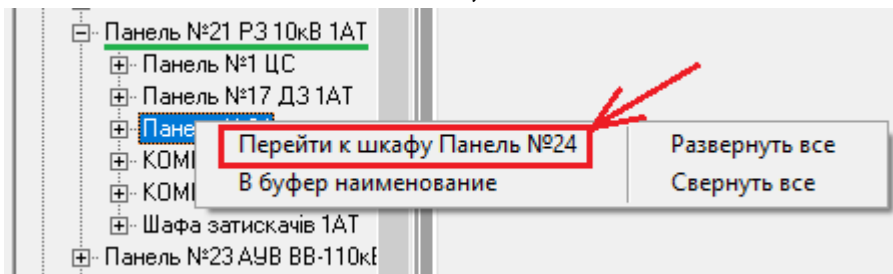 Панель №21 РЗ 10кВ 1АТ
Панель №1 ЦС
Панель №17 ДЗ 1АТ
Перейти к шкафу Панель №24
Развернуть все
В буфер наименование
Свернуть все
Шафа затискачів 1АТ
Панель №23 АУВ ВВ-110кВ